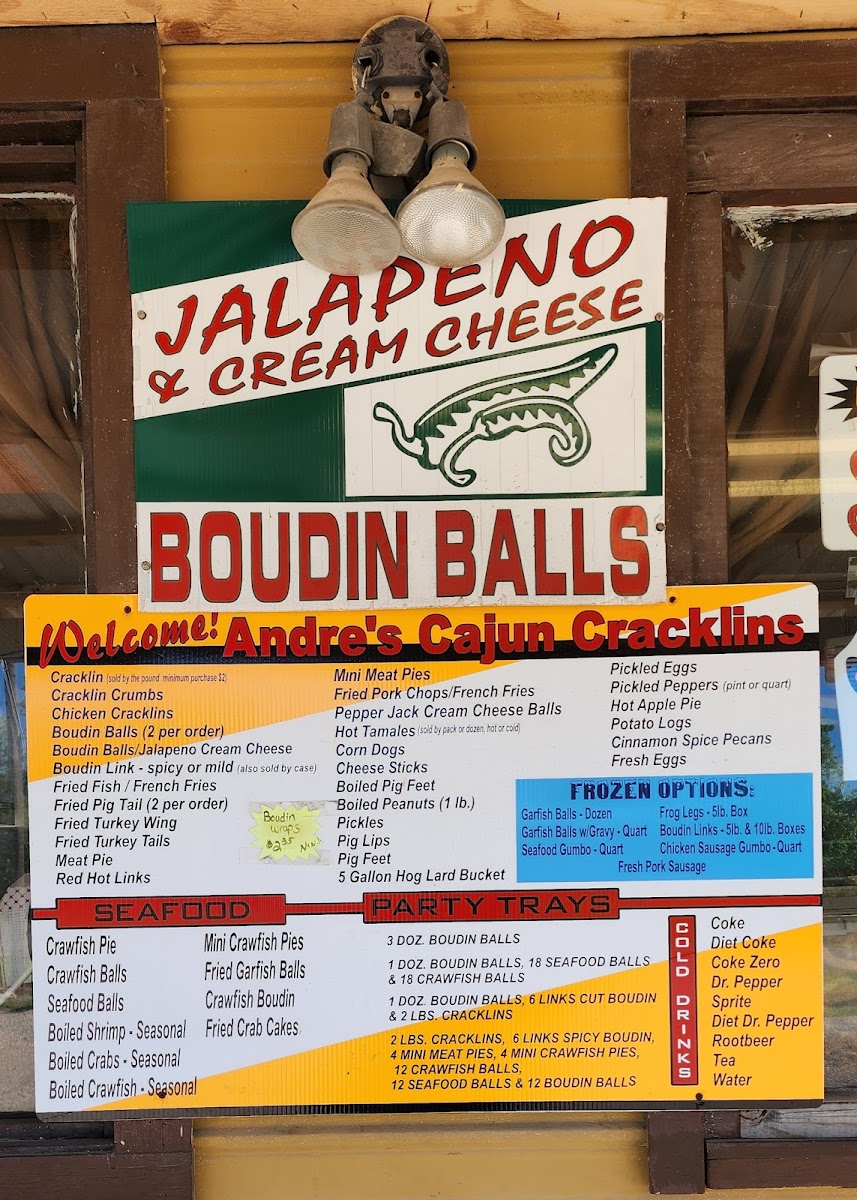 JALAPENO
& CREAM CHEESE
BOUDIN BALLS
Welcome! Andre's Cajun Cracklins
Cracklin (sold by the pound minimum purchase $2)
Cracklin Crumbs
Chicken Cracklins
Boudin Balls (2 per order)
Boudin Balls/Jalapeno Cream Cheese
Boudin Link - spicy or mild (also sold by case)
Fried Fish / French Fries
Fried Pig Tail (2 per order)
Fried Turkey Wing
Fried Turkey Tails
Meat Pie
Red Hot Links
Boudin
wraps
$2.35
Mini Meat Pies
Fried Pork Chops/French Fries
Pepper Jack Cream Cheese Balls
Hot Tamales (sold by pack or dozen, hot or cold)
Corn Dogs
Cheese Sticks
Boiled Pig Feet
Boiled Peanuts (1 lb.)
Pickles
Pig Lips
Pig Feet
5 Gallon Hog Lard Bucket
Pickled Eggs
Pickled Peppers (pint or quart)
Hot Apple Pie
Potato Logs
Cinnamon Spice Pecans
Fresh Eggs
FROZEN OPTIONS:
Garfish Balls - Dozen
Garfish Balls w/Gravy - Quart
Seafood Gumbo - Quart
Frog Legs - 5lb. Box
Boudin Links - 5lb. & 10lb. Boxes
Chicken Sausage Gumbo - Quart
Fresh Pork Sausage
SEAFOOD
Crawfish Pie
Crawfish Balls
Seafood Balls
Boiled Shrimp - Seasonal
Boiled Crabs - Seasonal
Boiled Crawfish - Seasonal
Mini Crawfish Pies
Fried Garfish Balls
Crawfish Boudin
Fried Crab Cakes
PARTY TRAYS
3 DOZ. BOUDIN BALLS
1 DOZ. BOUDIN BALLS, 18 SEAFOOD BALLS
& 18 CRAWFISH BALLS
1 DOZ. BOUDIN BALLS, 6 LINKS CUT BOUDIN
& 2 LBS. CRACKLINS
2 LBS. CRACKLINS, 6 LINKS SPICY BOUDIN,
4 MINI MEAT PIES, 4 MINI CRAWFISH PIES,
12 CRAWFISH BALLS,
12 SEAFOOD BALLS & 12 BOUDIN BALLS
COLD DRINKS
Coke
Diet Coke
Coke Zero
Dr. Pepper
Sprite
Diet Dr. Pepper
Rootbeer
Tea
Water